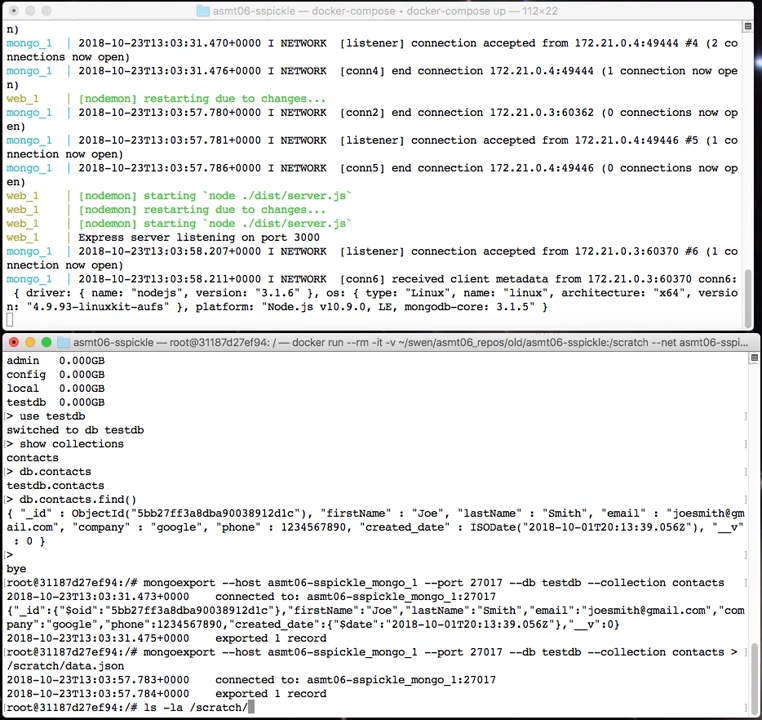 asmt06-sspickle — docker-compose • docker-compose up — 112×22
n)
mongo_1  | 2018-10-23T13:03:31.470+0000 I NETWORK  [listener] connection accepted from 172.21.0.4:49444 #4 (2 co
nnections now open)
mongo_1  | 2018-10-23T13:03:31.476+0000 I NETWORK  [conn4] end connection 172.21.0.4:49444 (1 connection now ope
n)
web_1    | [nodemon] restarting due to changes...
mongo_1  | 2018-10-23T13:03:57.780+0000 I NETWORK  [conn2] end connection 172.21.0.3:60362 (0 connections now op
en)
mongo_1  | 2018-10-23T13:03:57.781+0000 I NETWORK  [listener] connection accepted from 172.21.0.4:49446 #5 (1 co
nnection now open)
mongo_1  | 2018-10-23T13:03:57.786+0000 I NETWORK  [conn5] end connection 172.21.0.4:49446 (0 connections now op
en)
web_1    | [nodemon] starting `node ./dist/server.js`
web_1    | [nodemon] restarting due to changes...
web_1    | [nodemon] starting `node ./dist/server.js`
web_1    | Express server listening on port 3000
mongo_1  | 2018-10-23T13:03:58.207+0000 I NETWORK  [listener] connection accepted from 172.21.0.3:60370 #6 (1 co
nnection now open)
mongo_1  | 2018-10-23T13:03:58.211+0000 I NETWORK  [conn6] received client metadata from 172.21.0.3:60370 conn6:
 { driver: { name: "nodejs", version: "3.1.6" }, os: { type: "Linux", name: "linux", architecture: "x64", versio
n: "4.9.93-linuxkit-aufs" }, platform: "Node.js v10.9.0, LE, mongodb-core: 3.1.5" }
asmt06-sspickle — root@31187d27ef94: / — docker run --rm -it -v ~/swen/asmt06_repos/old/asmt06-sspickle:/scratch --net asmt06-sspi...
admin   0.000GB
config  0.000GB
local   0.000GB
testdb  0.000GB
> use testdb
switched to db testdb
> show collections
contacts
> db.contacts
testdb.contacts
> db.contacts.find()
{ "_id" : ObjectId("5bb27ff3a8dba90038912d1c"), "firstName" : "Joe", "lastName" : "Smith", "email" : "joesmith@gm
ail.com", "company" : "google", "phone" : 1234567890, "created_date" : ISODate("2018-10-01T20:13:39.056Z"), "__v"
 : 0 }
>
bye
root@31187d27ef94:/# mongoexport --host asmt06-sspickle_mongo_1 --port 27017 --db testdb --collection contacts
2018-10-23T13:03:31.473+0000    connected to: asmt06-sspickle_mongo_1:27017
{"_id":{"$oid":"5bb27ff3a8dba90038912d1c"},"firstName":"Joe","lastName":"Smith","email":"joesmith@gmail.com","com
pany":"google","phone":1234567890,"created_date":{"$date":"2018-10-01T20:13:39.056Z"},"__v":0}
2018-10-23T13:03:31.475+0000    exported 1 record
root@31187d27ef94:/# mongoexport --host asmt06-sspickle_mongo_1 --port 27017 --db testdb --collection contacts >
/scratch/data.json
2018-10-23T13:03:57.783+0000    connected to: asmt06-sspickle_mongo_1:27017
2018-10-23T13:03:57.784+0000    exported 1 record
root@31187d27ef94:/# ls -la /scratch/